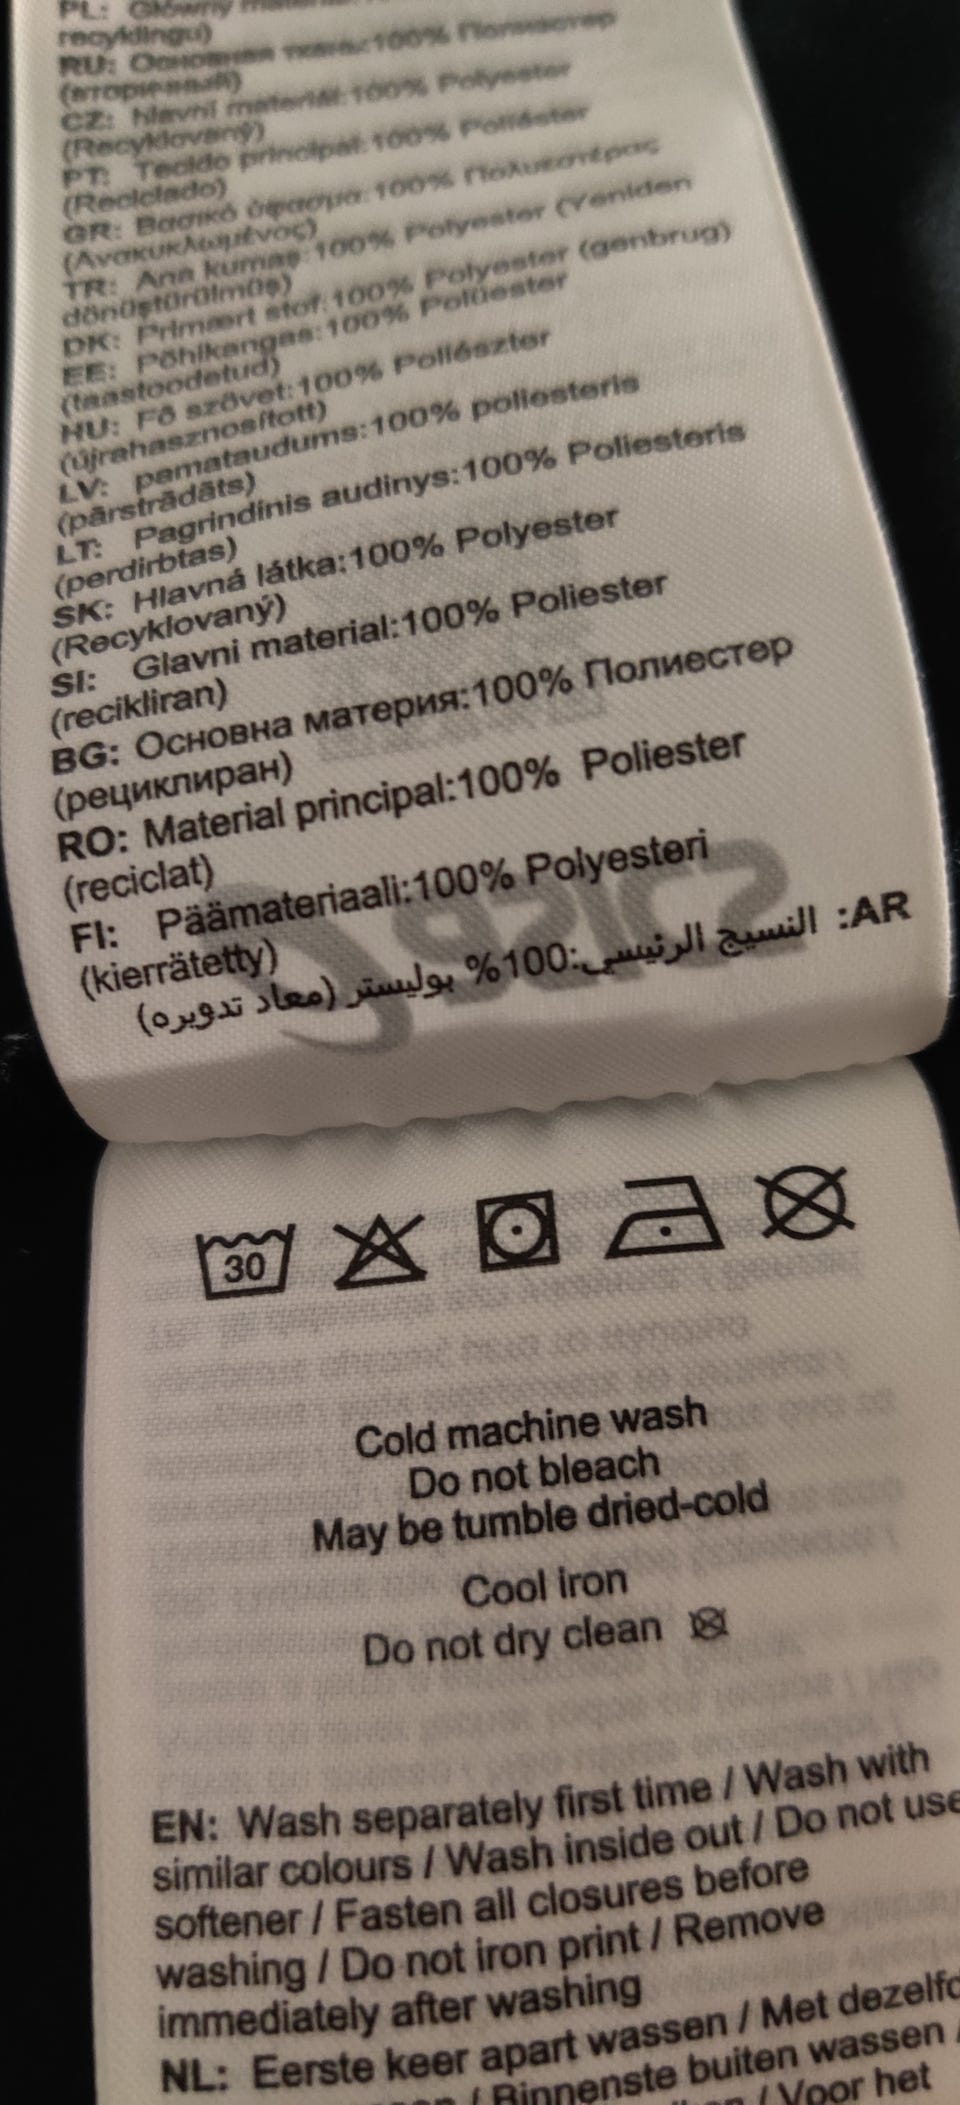 PL: Główny materiał:
recyklingu)
RU: Основная ткань:100% Полиэстер
(вторичный)
CZ: hlavní materiál:100% Polyester
(Recyklovaný)
PT: Tecido principal:100% Poliéster
(Reciclado)
GR: Βασικό ύφασμα:100% Πολυεστέρας
(Ανακυκλωμένος)
TR: Ana kumaş:100% Polyester (Yeniden
dönüştürülmüş)
DK: Primært stof:100% Polyester (genbrug)
EE: Põhikangas:100% Polüester
(taastoodetud)
HU: Fő szövet:100% Poliészter
(újrahasznosított)
LV: pamataudums:100% poliesteris
(pārstrādāts)
LT: Pagrindinis audinys:100% Poliesteris
(perdirbtas)
SK: Hlavná látka:100% Polyester
(Recyklovaný)
SI: Glavni material:100% Poliester
(recikliran)
BG: Основна материя:100% Полиестер
(рециклиран)
RO: Material principal:100% Poliester
(reciclat)
FI: Päämateriaali:100% Polyesteri
(kierrätetty)
AR: النسيج الرئيسي:100% بوليستر (معاد تدويره)
asics
30
Cold machine wash
Do not bleach
May be tumble dried-cold
Cool iron
Do not dry clean
EN: Wash separately first time / Wash with
similar colours / Wash inside out / Do not use
softener / Fasten all closures before
washing / Do not iron print / Remove
immediately after washing
NL: Eerste keer apart wassen / Met dezelfd
/ Binnenste buiten wassen /
/ Voor het